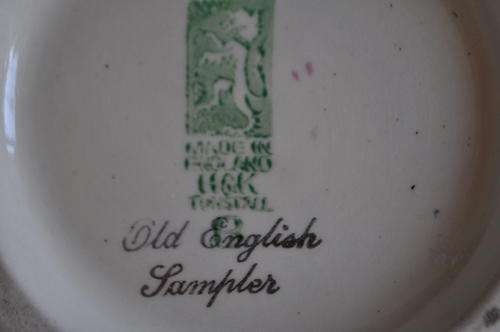 MADE IN
ENGLAND
H&K
TUNSTALL
Old English
Sampler